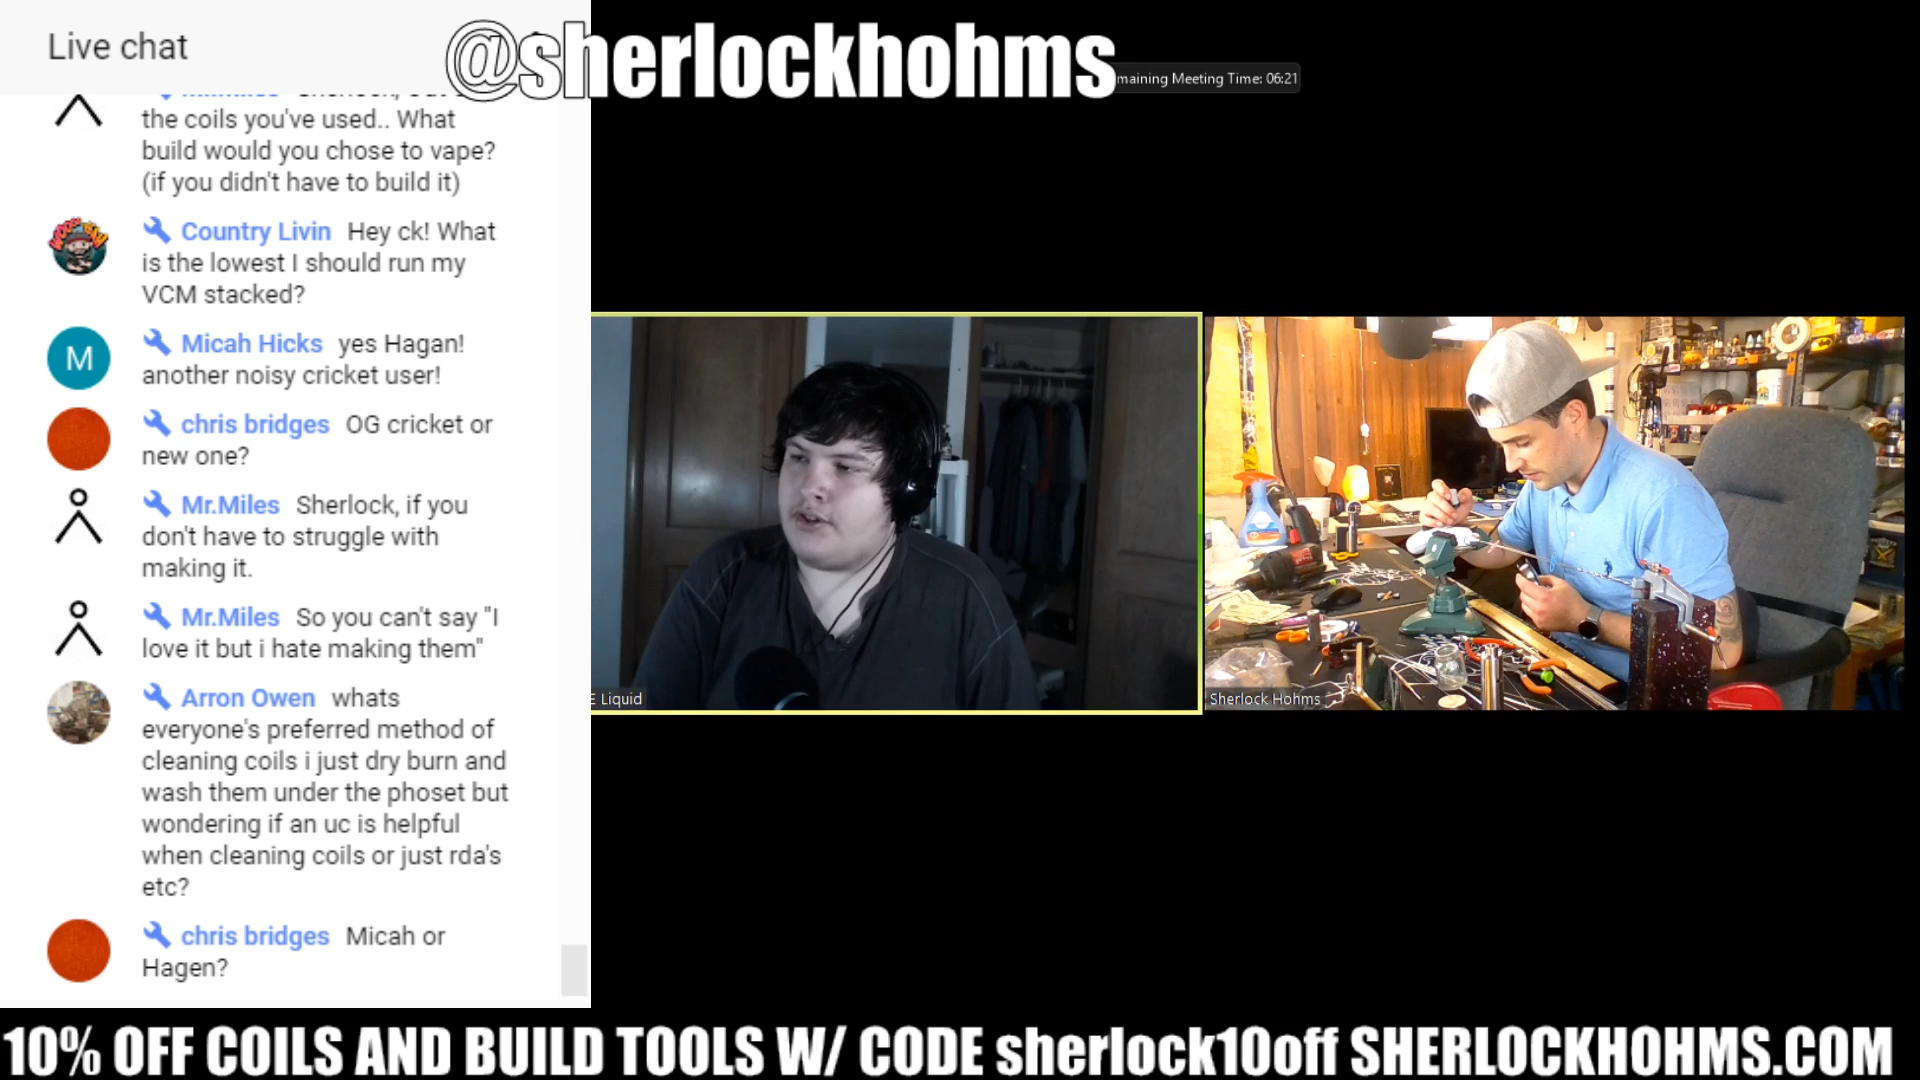 Live chat
@sherlockhohms
maining Meeting Time: 06:21
the coils you've used.. What
build would you chose to vape?
(if you didn't have to build it)
Country Livin Hey ck! What
is the lowest I should run my
VCM stacked?
Micah Hicks yes Hagan!
another noisy cricket user!
M
chris bridges OG cricket or
new one?
Mr.Miles Sherlock, if you
don't have to struggle with
making it.
Mr.Miles So you can't say "I
love it but i hate making them"
Arron Owen whats
everyone's preferred method of
cleaning coils i just dry burn and
wash them under the phoset but
wondering if an uc is helpful
when cleaning coils or just rda's
etc?
chris bridges Micah or
Hagen?
E Liquid
Sherlock Hohms
10% OFF COILS AND BUILD TOOLS W/ CODE sherlock10off SHERLOCKHOHMS.COM